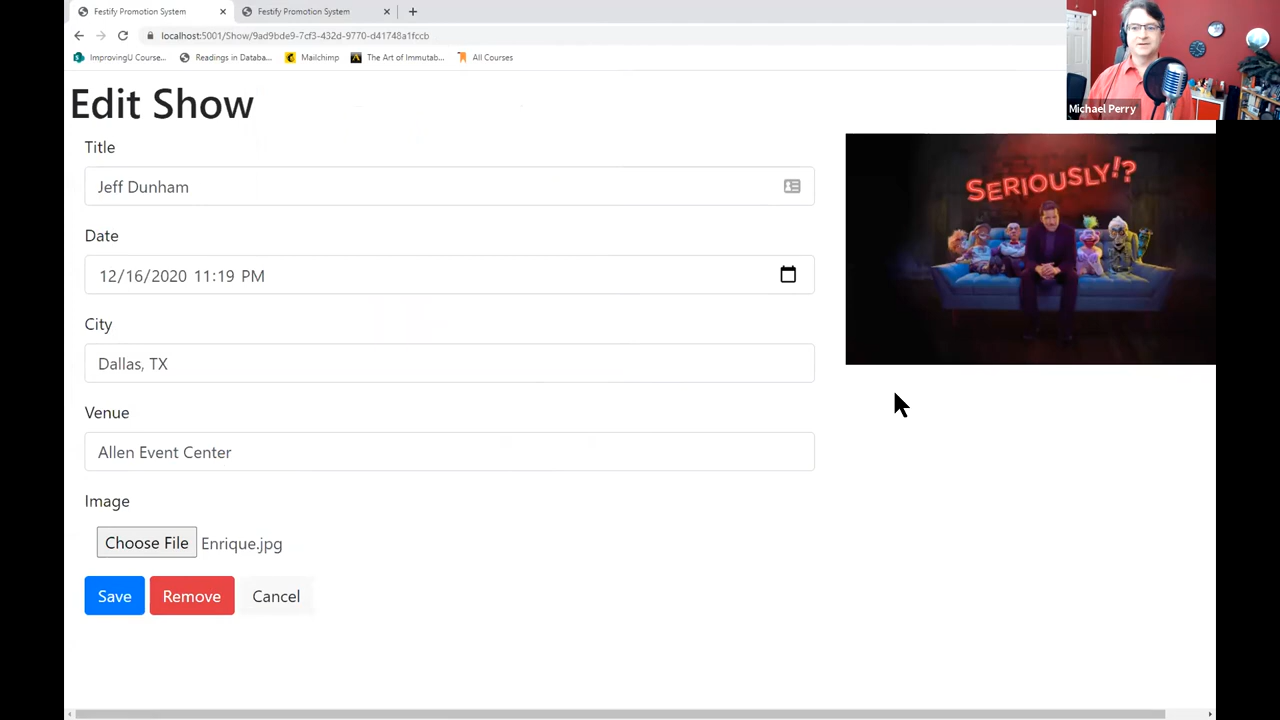 Festify Promotion System
Festify Promotion System
localhost:5001/Show/9ad9bde9-7cf3-432d-9770-d41748a1fccb
ImprovingU Course...
Readings in Databa...
Mailchimp
The Art of Immutab...
All Courses
Michael Perry
Edit Show
Title
Jeff Dunham
SERIOUSLY!?
Date
12/16/2020 11:19 PM
City
Dallas, TX
Venue
Allen Event Center
Image
Choose File Enrique.jpg
Save Remove Cancel